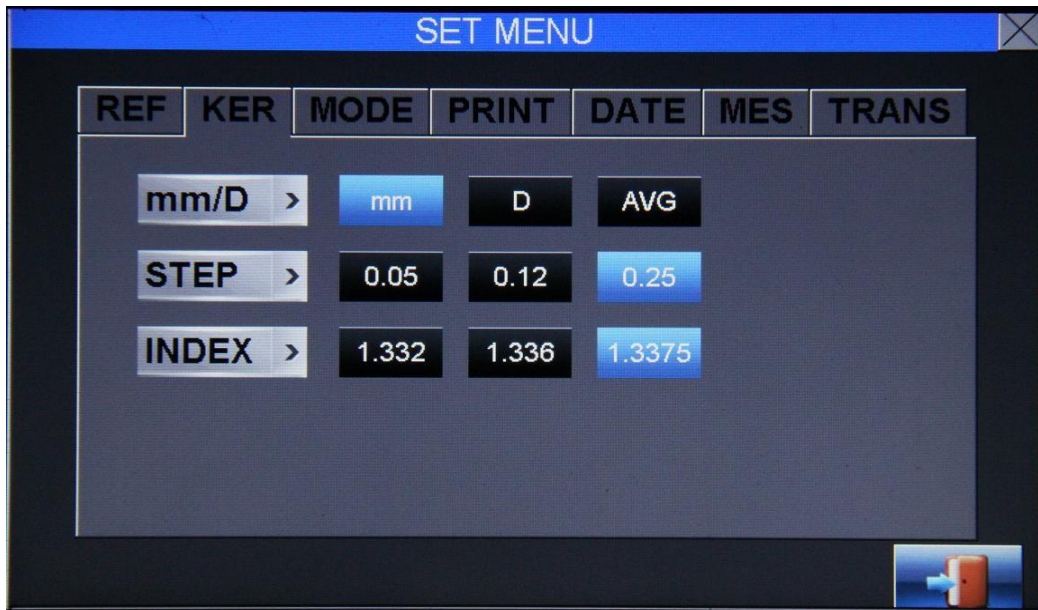 SET MENU
REF KER MODE PRINT DATE MES TRANS
mm/D > mm D AVG
STEP > 0.05 0.12 0.25
INDEX > 1.332 1.336 1.3375